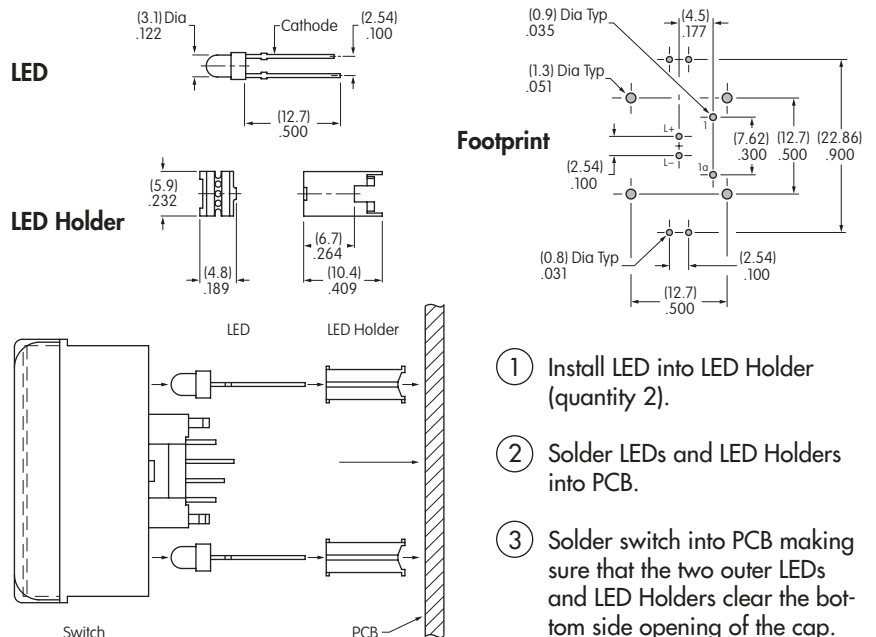 LED
(3.1) Dia
.122
Cathode
(2.54)
.100
(12.7)
.500
LED Holder
(5.9)
.232
(4.8)
.189
(6.7)
.264
(10.4)
.409
Footprint
(0.9) Dia Typ
.035
(4.5)
.177
(1.3) Dia Typ
.051
L+
L–
1
1a
(2.54)
.100
(7.62)
.300
(12.7)
.500
(22.86)
.900
(0.8) Dia Typ
.031
(2.54)
.100
(12.7)
.500
LED
LED Holder
Switch
PCB
1 Install LED into LED Holder
(quantity 2).
2 Solder LEDs and LED Holders
into PCB.
3 Solder switch into PCB making
sure that the two outer LEDs
and LED Holders clear the bot-
tom side opening of the cap.